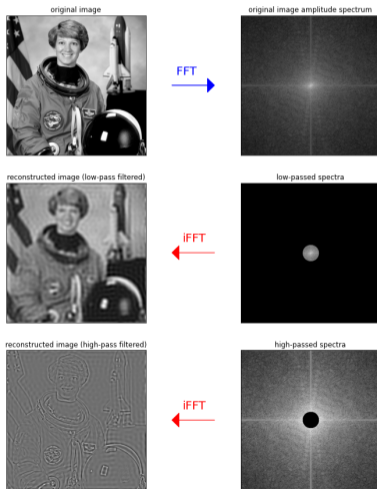 original image
original image amplitude spectrum
FFT
reconstructed image (low-pass filtered)
low-passed spectra
iFFT
reconstructed image (high-pass filtered)
high-passed spectra
iFFT